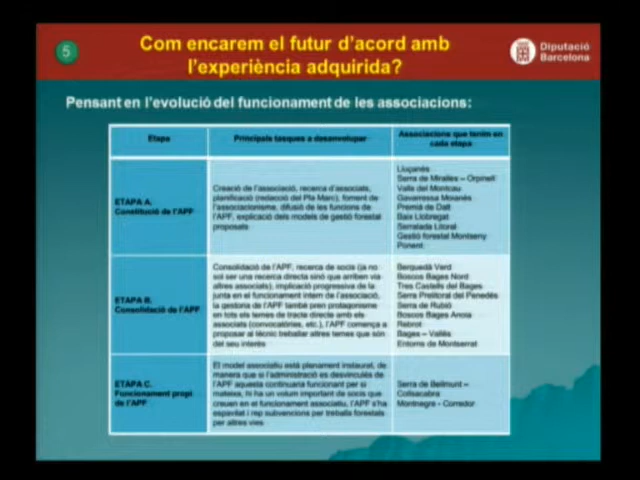 5
Com encarem el futur d'acord amb
l'experiència adquirida?
Diputació
Barcelona
Pensant en l'evolució del funcionament de les associacions:
Etapa
Principals tasques a desenvolupar
Associacions que tenim en
cada etapa
ETAPA A.
Constitució de l'APF
Creació de l'associació, recerca d'associats,
planificació (redacció del Pla Marc), foment de
l'associacionisme, difusió de les funcions de
l'APF, explicació dels models de gestió forestal
proposats
Lluçanès
Serra de Miralles – Orpinell
Valls del Montcau
Gavarressa Moianès
Premià de Dalt
Baix Llobregat
Serralada Litoral
Gestió forestal Montseny
Ponent
ETAPA B.
Consolidació de l'APF
Consolidació de l'APF, recerca de socis (ja no
sol ser una recerca directa sinó que arriben via
altres associats), implicació progressiva de la
junta en el funcionament intern de l'associació,
la gestoria de l'APF també pren protagonisme
en tots els temes de tracte directe amb els
associats (convocatòries, etc.), l'APF comença a
proposar al tècnic treballar altres temes que són
del seu interès
Berguedà Verd
Boscos Bages Nord
Tres Castells del Bages
Serra Prelitoral del Penedès
Serra de Rubió
Boscos Bages Anoia
Rebrot
Bages – Vallès
Entorns de Montserrat
ETAPA C.
Funcionament propi
de l'APF
El model associatiu està plenament instaurat, de
manera que si l'administració es desvinculés de
l'APF aquesta continuaria funcionant per si
mateixa, hi ha un volum important de socis que
creuen en el funcionament associatiu, l'APF s'ha
espavilat i rep subvencions per treballs forestals
per altres vies
Serra de Bellmunt –
Collsacabra
Montnegre - Corredor